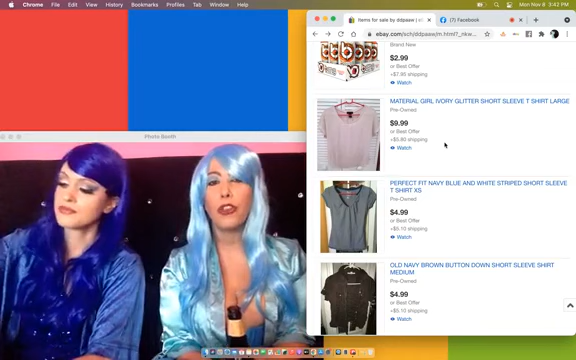 Chrome File Edit View History Bookmarks Profiles Tab Window Help
Mon Nov 8 3:42 PM
Items for sale by ddpaaw
(7) Facebook
Photo Booth
Brand New
$2.99
or Best Offer
+$7.95 shipping
Watch
MATERIAL GIRL IVORY GLITTER SHORT SLEEVE T SHIRT LARGE
Pre-Owned
$9.99
or Best Offer
+$5.80 shipping
Watch
PERFECT FIT NAVY BLUE AND WHITE STRIPED SHORT SLEEVE
T SHIRT XS
Pre-Owned
$4.99
or Best Offer
+$5.10 shipping
Watch
OLD NAVY BROWN BUTTON DOWN SHORT SLEEVE SHIRT
MEDIUM
Pre-Owned
$4.99
or Best Offer
+$5.10 shipping
Watch